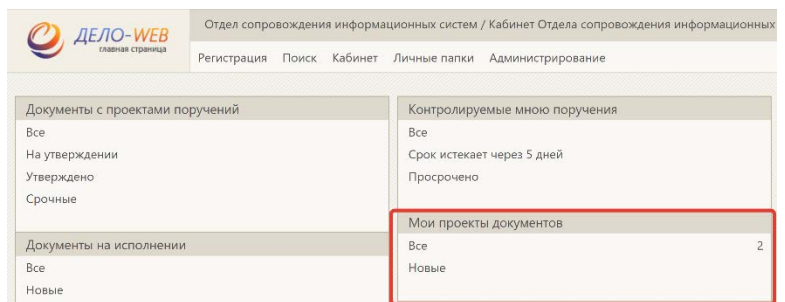 ДЕЛО-WEB
главная страница
Отдел сопровождения информационных систем / Кабинет Отдела сопровождения информационных
Регистрация Поиск Кабинет Личные папки Администрирование
Документы с проектами поручений
Все
На утверждении
Утверждено
Срочные
Документы на исполнении
Все
Новые
Контролируемые мною поручения
Все
Срок истекает через 5 дней
Просрочено
Мои проекты документов
Все 2
Новые